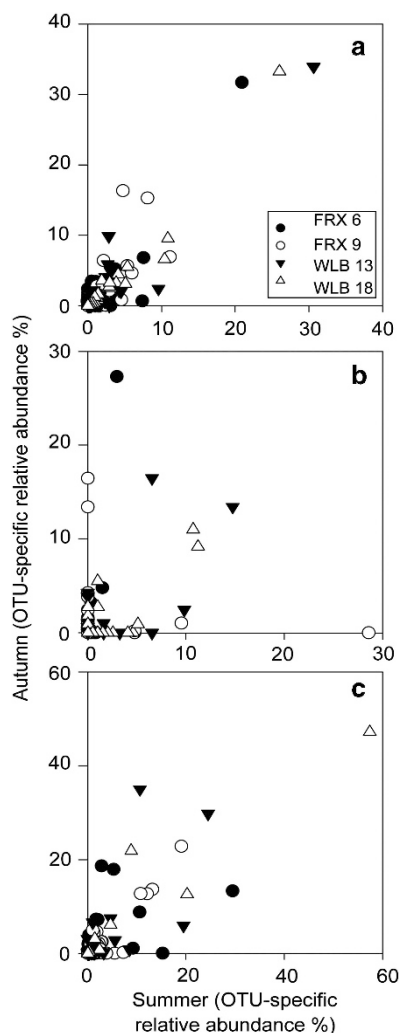 40
a
30
20
FRX 6
FRX 9
WLB 13
WLB 18
10
0
0 10 20 30 40
30
b
20
10
0
0 10 20 30
60
c
40
20
0
0 20 40 60
Autumn (OTU-specific relative abundance %)
Summer (OTU-specific
relative abundance %)